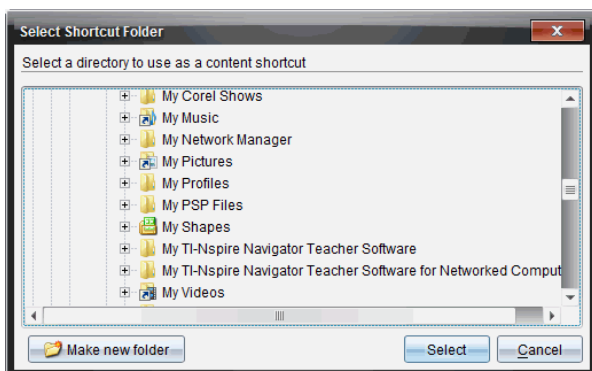 Select Shortcut Folder
Select a directory to use as a content shortcut
My Corel Shows
My Music
My Network Manager
My Pictures
My Profiles
My PSP Files
My Shapes
My TI-Nspire Navigator Teacher Software
My TI-Nspire Navigator Teacher Software for Networked Comput
My Videos
Make new folder
Select
Cancel